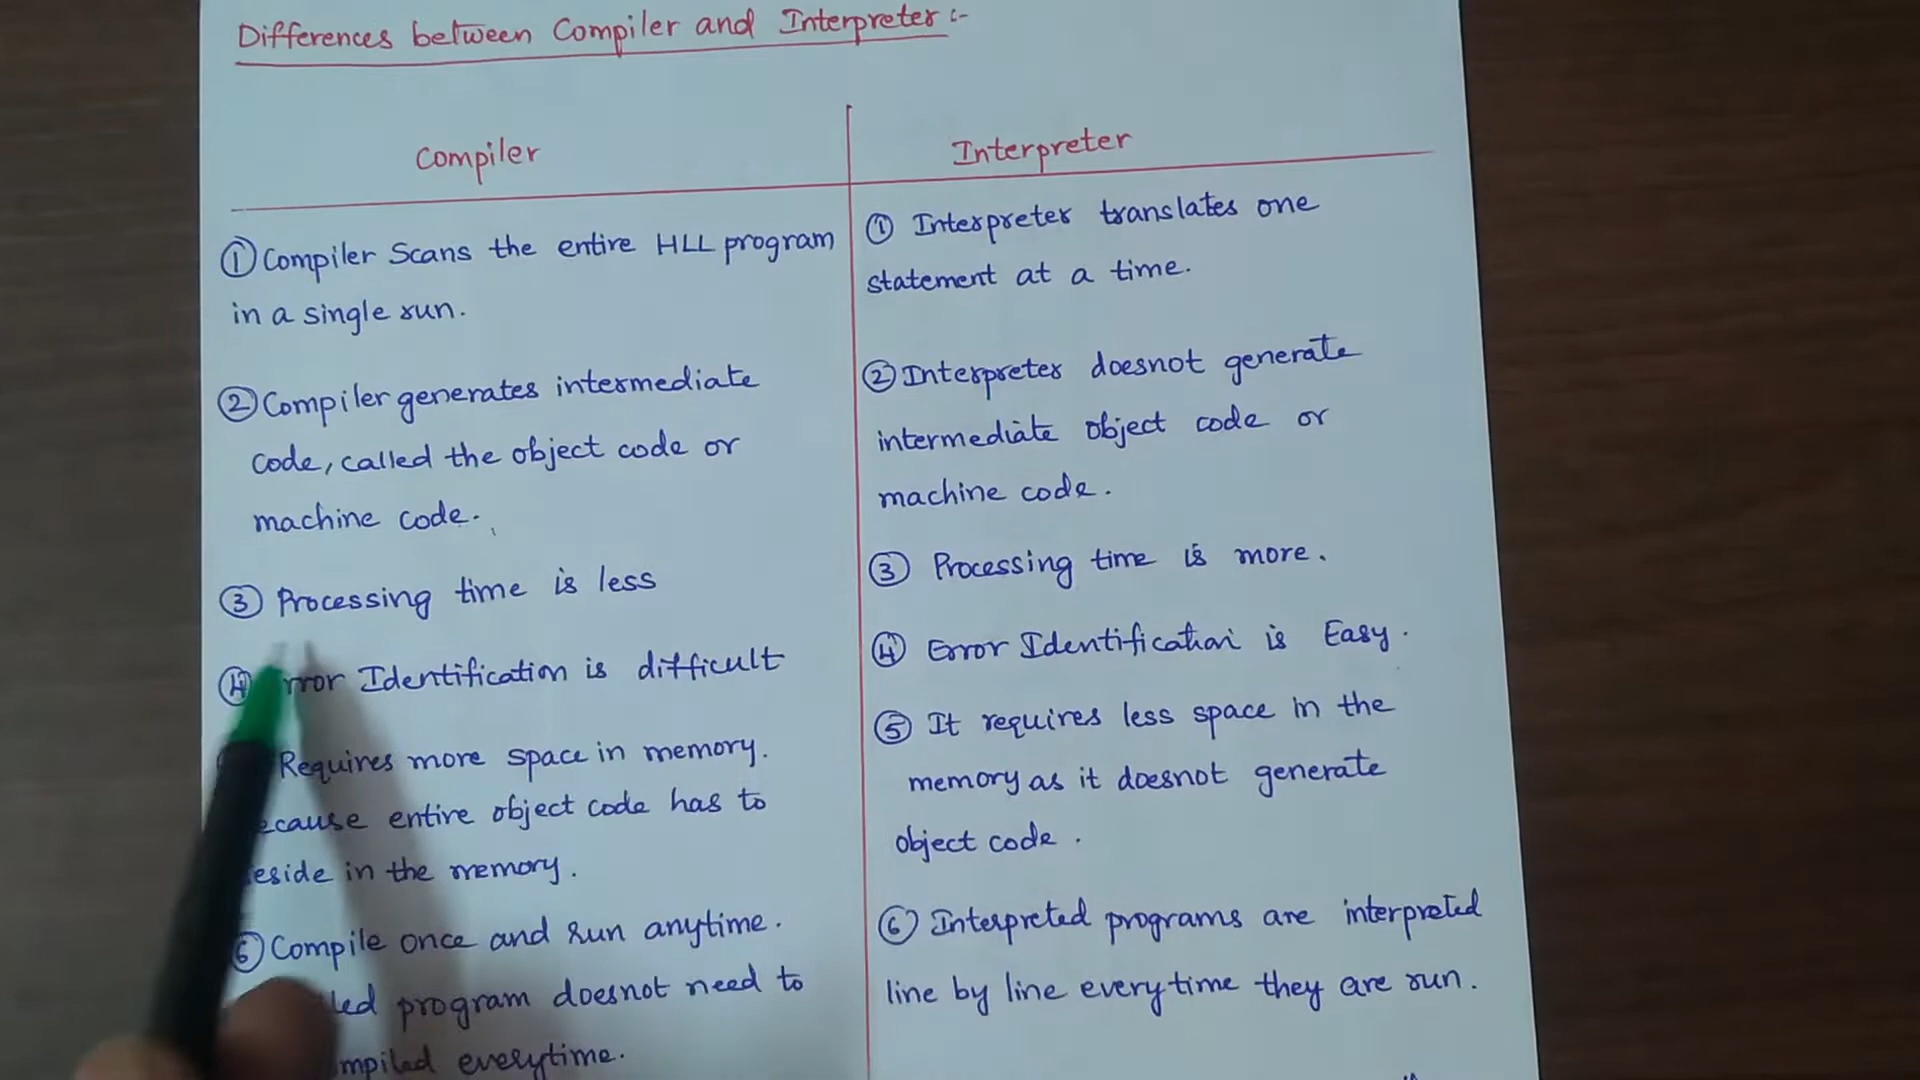 Differences between Compiler and Interpreter :-
Compiler
① Compiler Scans the entire HLL program
in a single run.
② Compiler generates intermediate
code, called the object code or
machine code.
③ Processing time is less
④ Error Identification is difficult
Requires more space in memory.
ecause entire object code has to
eside in the memory.
⑥ Compile once and run anytime.
led program doesnot need to
mpiled everytime.
Interpreter
① Interpreter translates one
statement at a time.
② Interpreter doesnot generate
intermediate object code or
machine code.
③ Processing time is more.
④ Error Identification is Easy.
⑤ It requires less space in the
memory as it doesnot generate
object code.
⑥ Interpreted programs are interpreted
line by line everytime they are run.